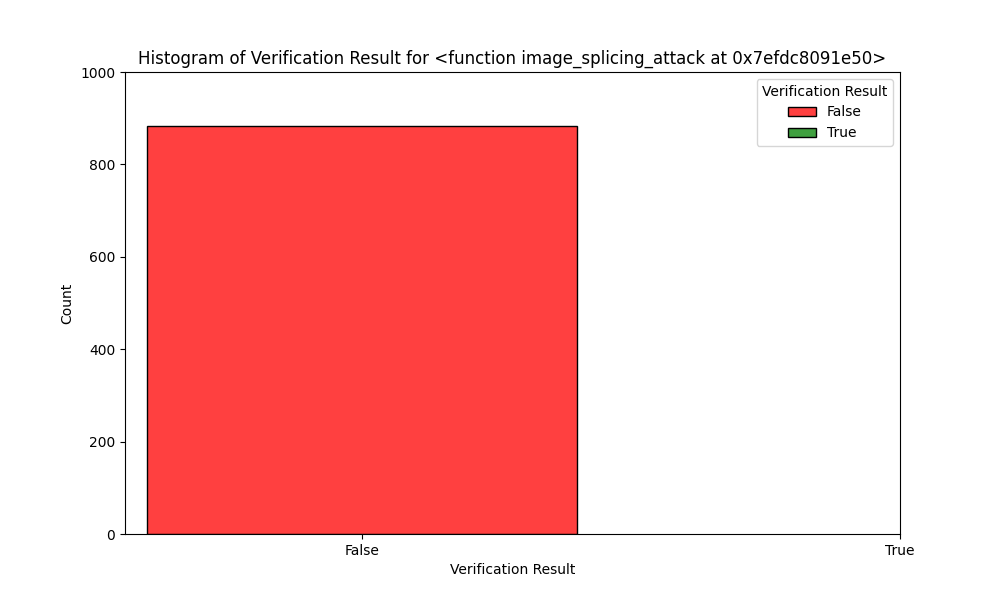 Histogram of Verification Result for <function image_splicing_attack at 0x7efdc8091e50>
1000
800
600
400
200
0
Count
Verification Result
False
True
False
True
Verification Result